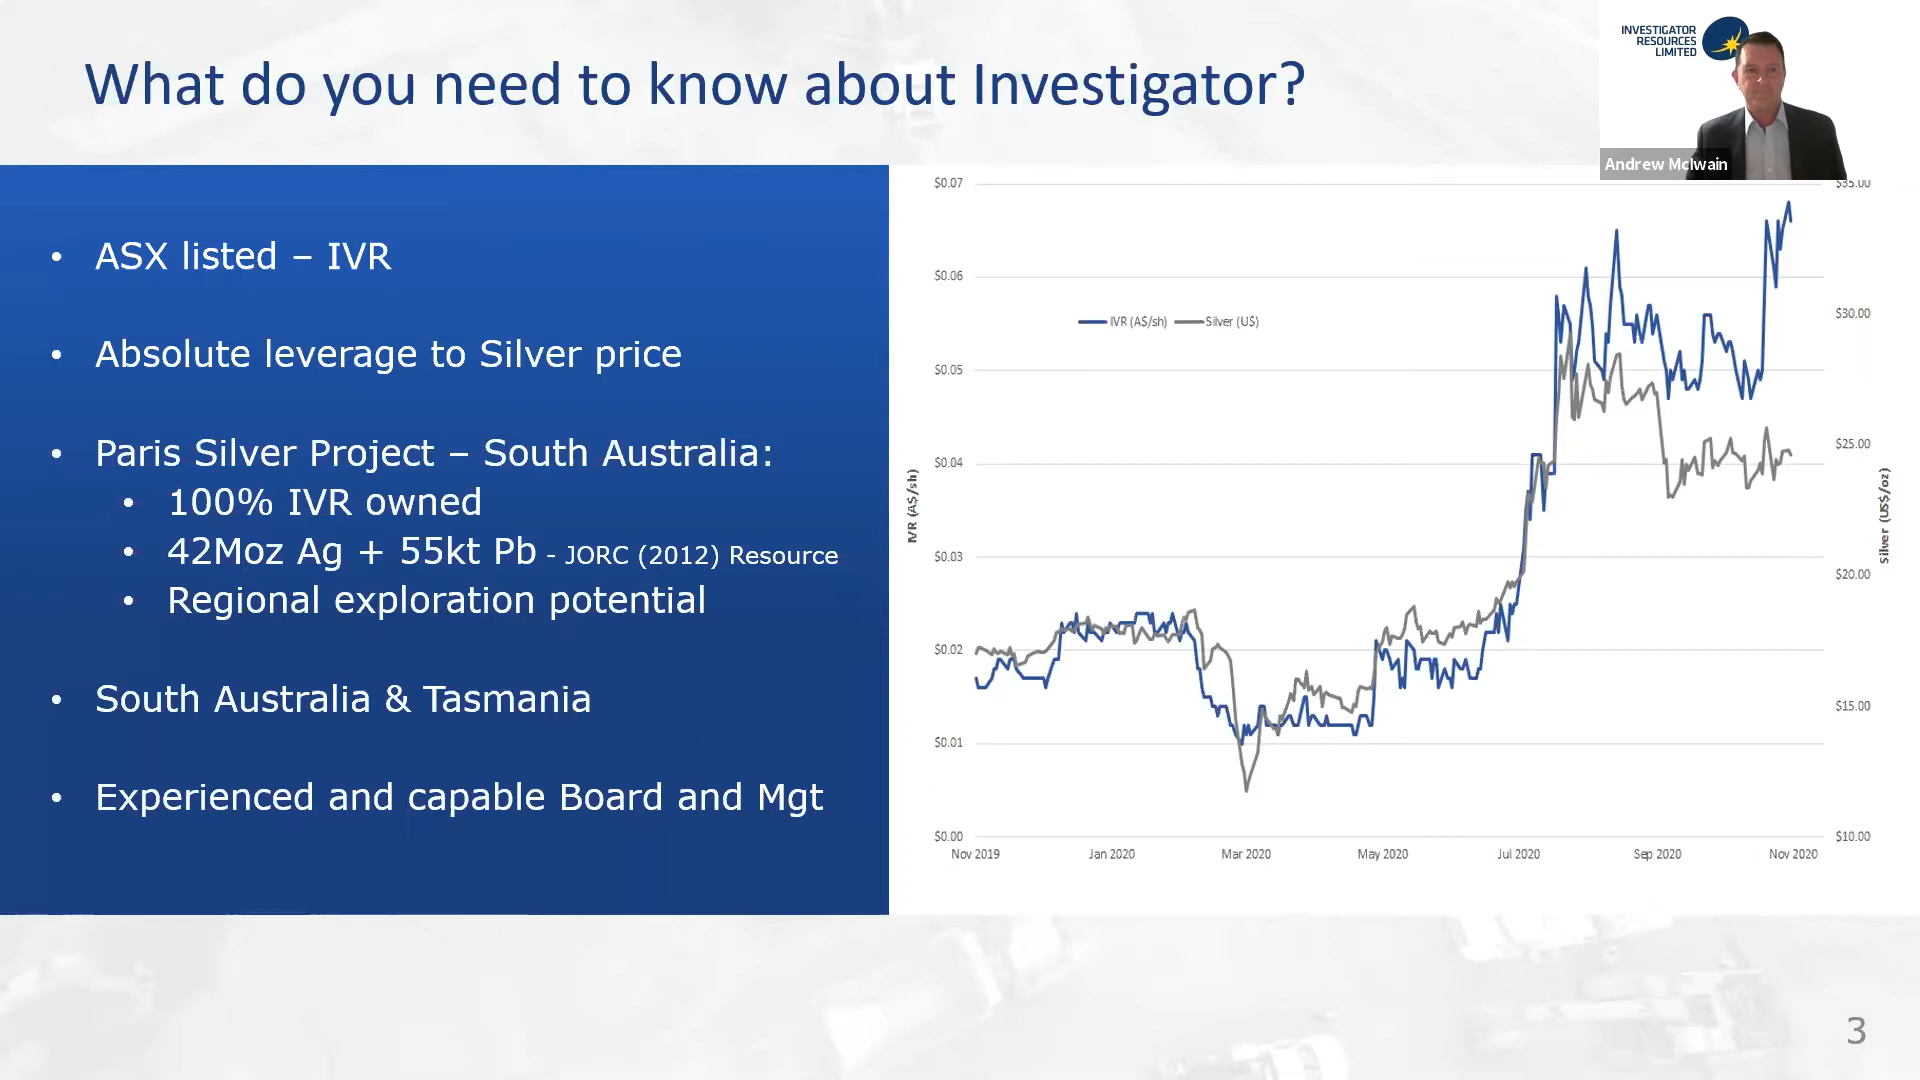 What do you need to know about Investigator?
INVESTIGATOR
RESOURCES
LIMITED
Andrew McIwain
• ASX listed – IVR
• Absolute leverage to Silver price
• Paris Silver Project – South Australia:
• 100% IVR owned
• 42Moz Ag + 55kt Pb - JORC (2012) Resource
• Regional exploration potential
• South Australia & Tasmania
• Experienced and capable Board and Mgt
$0.07
$0.06
$0.05
$0.04
$0.03
$0.02
$0.01
$0.00
IVR (A$/sh)
IVR (A$/sh) Silver (U$)
$35.00
$30.00
$25.00
$20.00
$15.00
$10.00
Silver (US$/oz)
Nov 2019 Jan 2020 Mar 2020 May 2020 Jul 2020 Sep 2020 Nov 2020
3